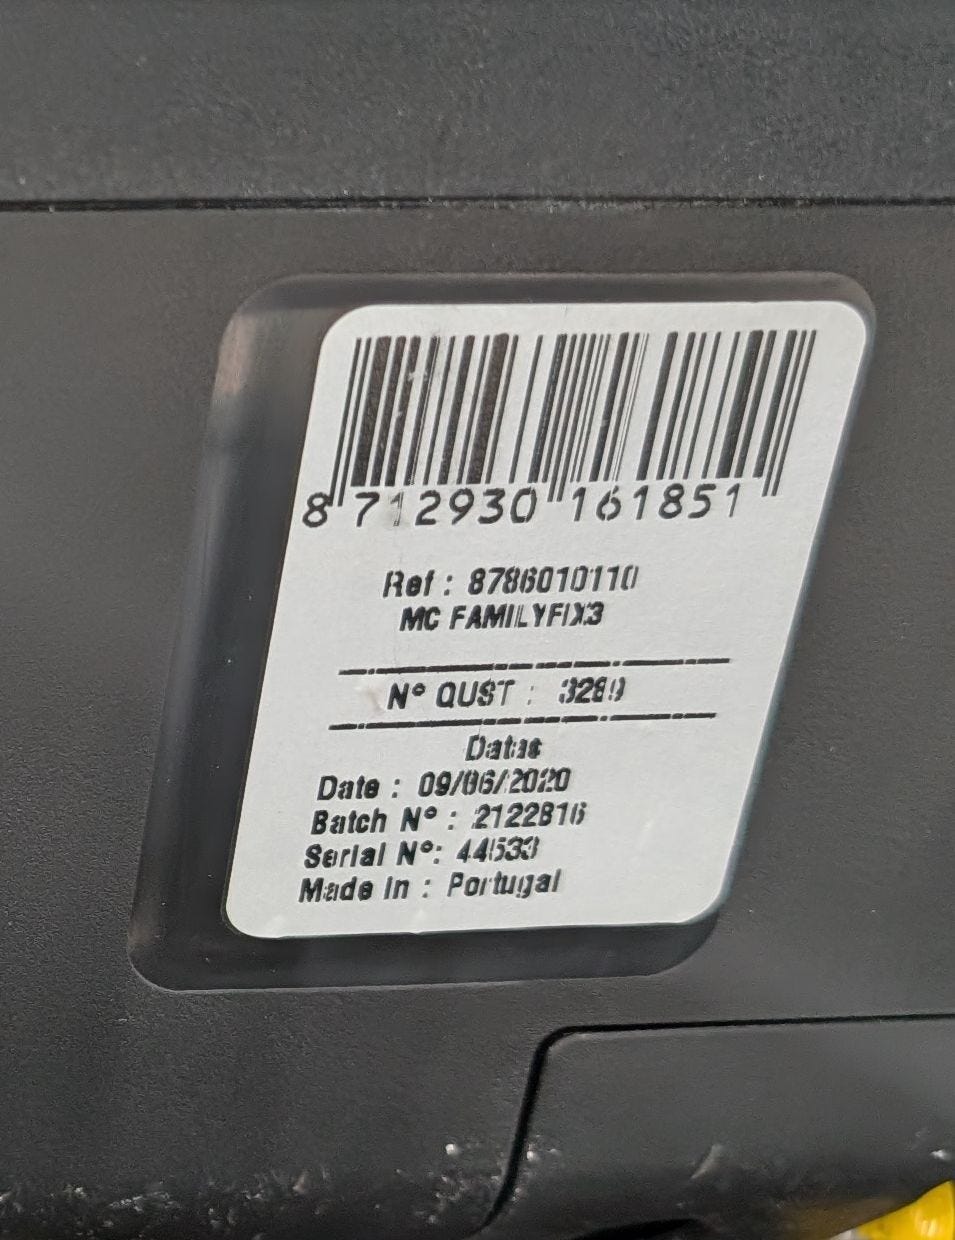 8 712930 161851
Ref : 8786010110
MC FAMILYFIX3
N° QUST : 3289
Datas
Date : 09/06/2020
Batch N° : 2122816
Serial N°: 44533
Made in : Portugal